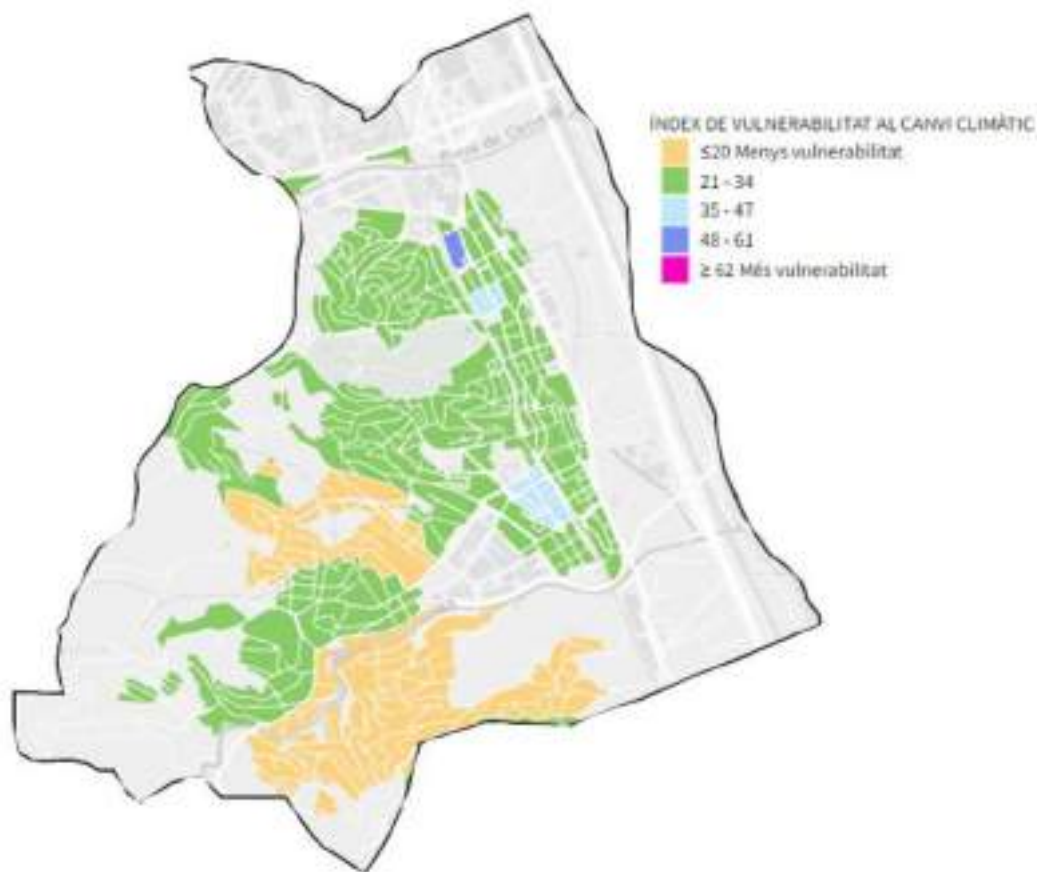 ÍNDEX DE VULNERABILITAT AL CANVI CLIMÀTIC
≤20 Menys vulnerabilitat
21 - 34
35 - 47
48 - 61
≥ 62 Més vulnerabilitat